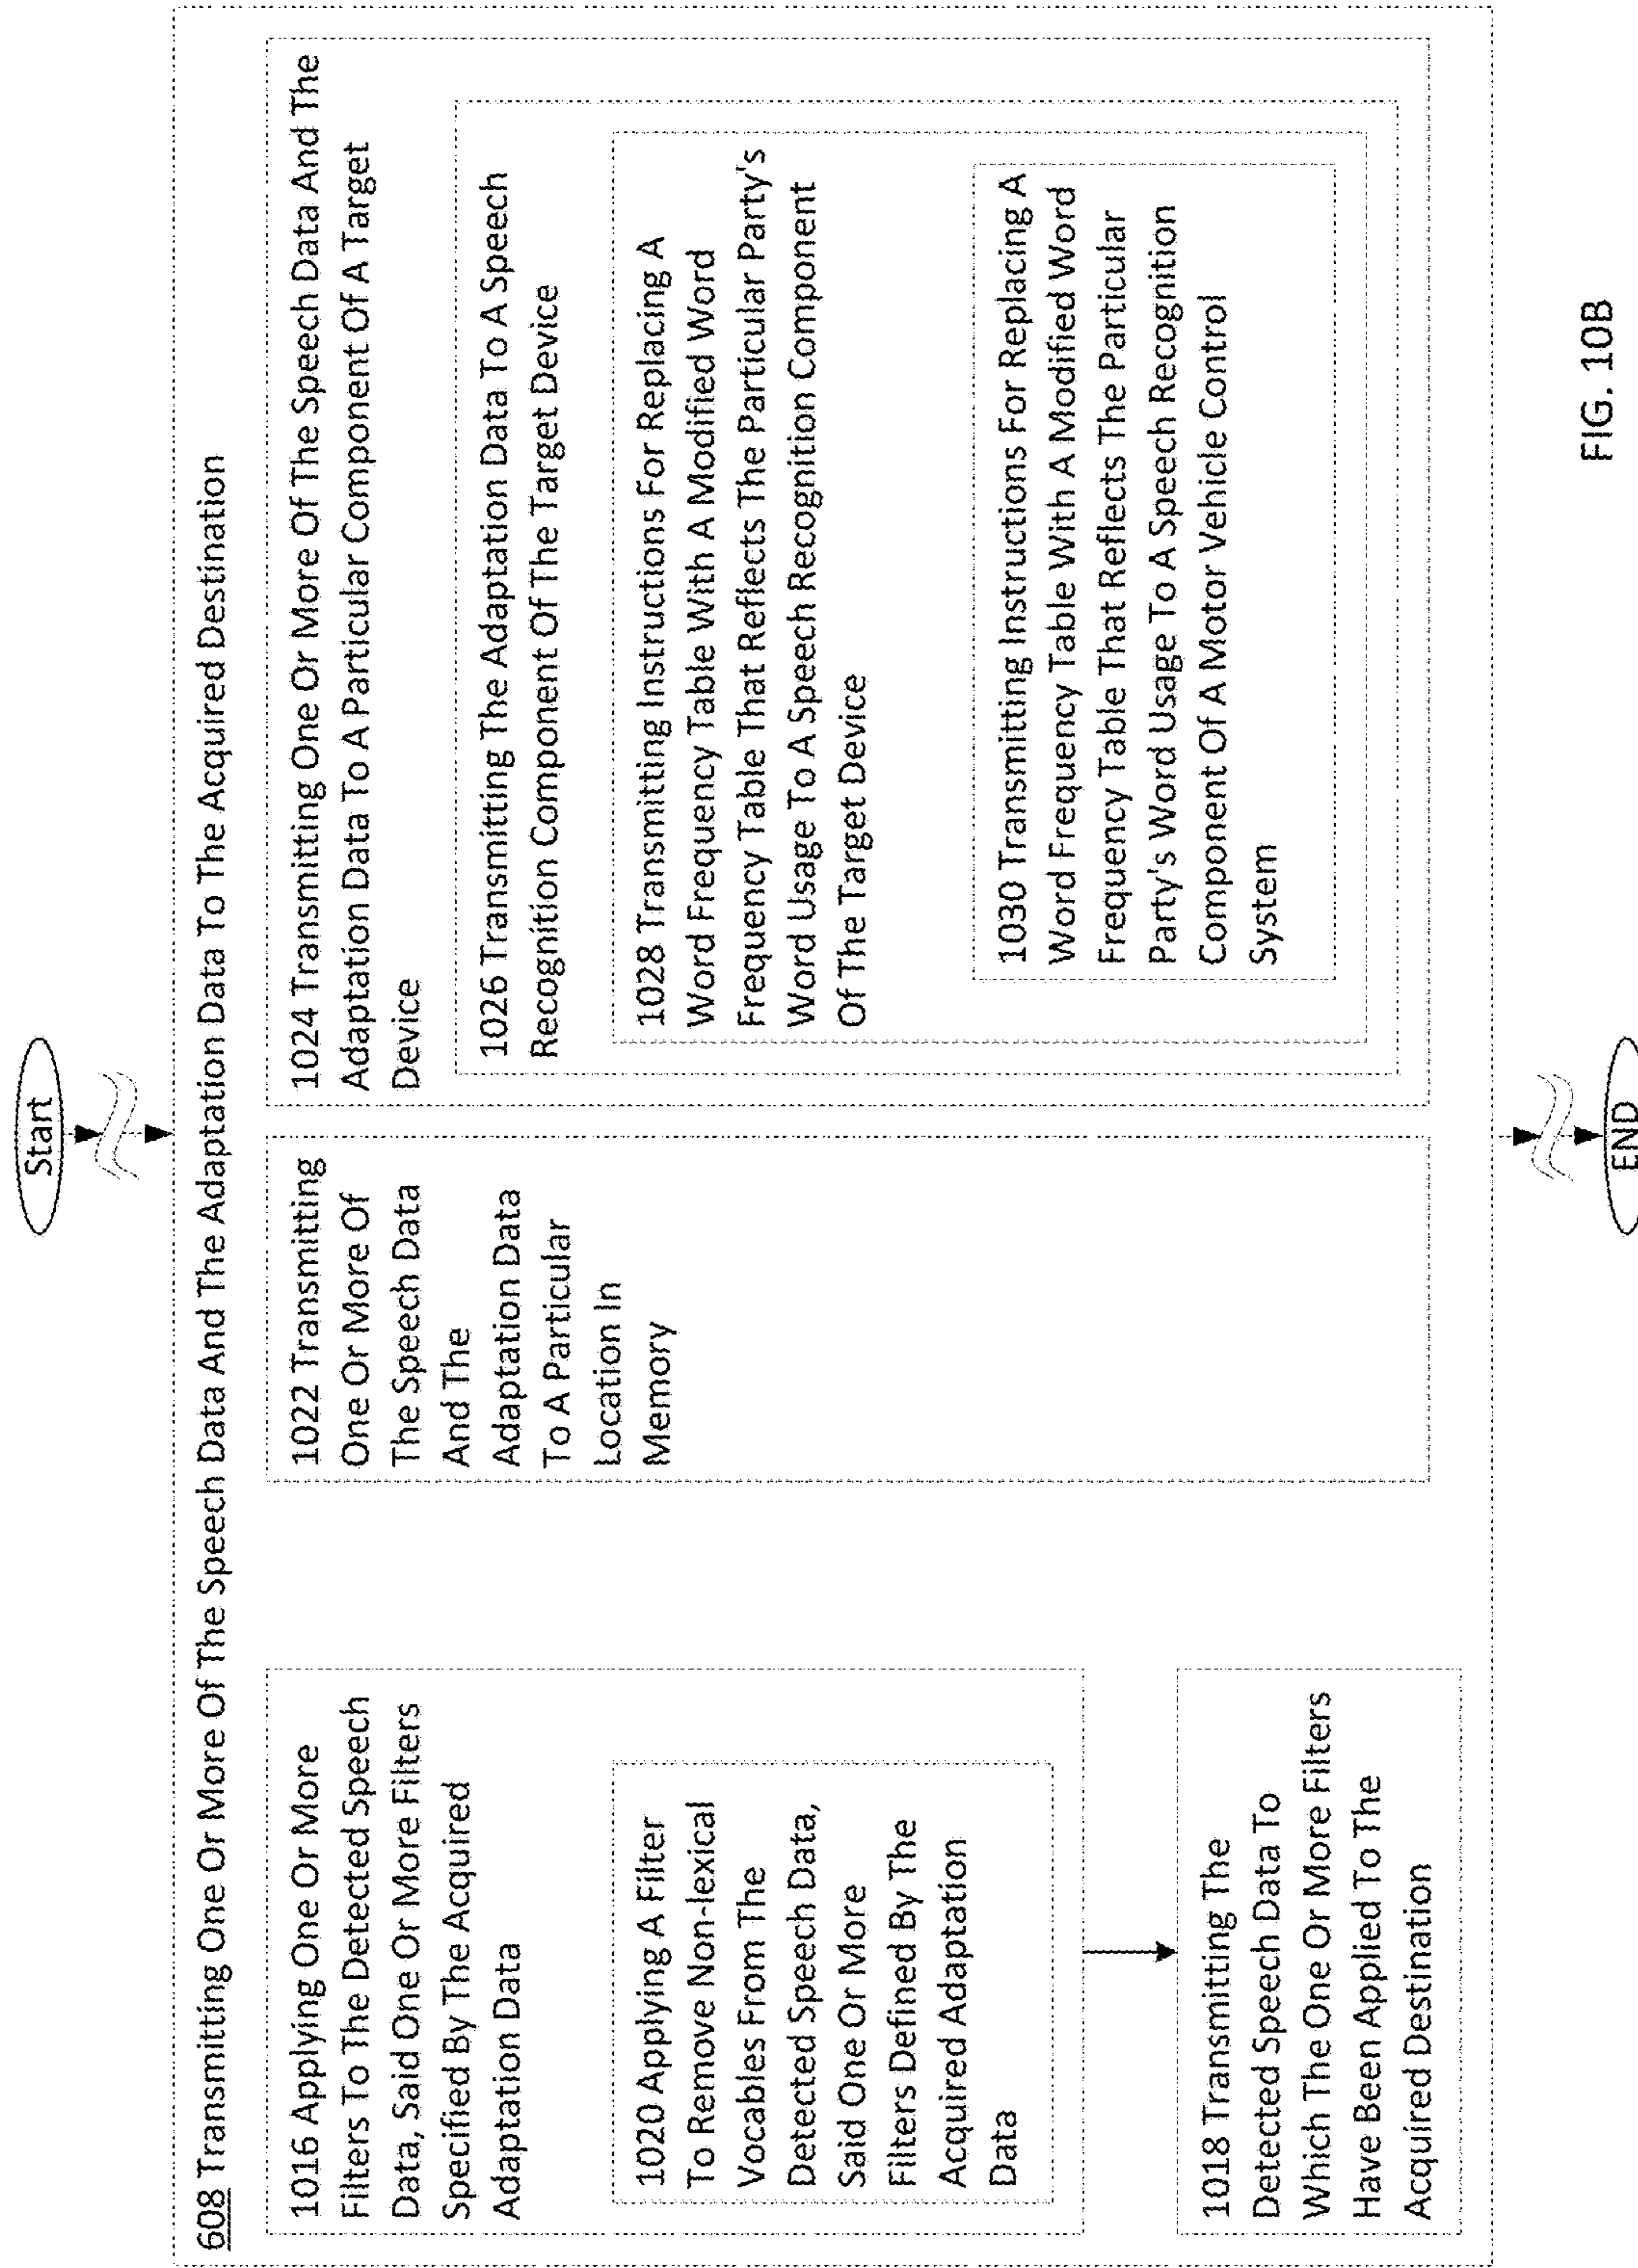 Start
608 Transmitting One Or More Of The Speech Data And The Adaptation Data To The Acquired Destination
1016 Applying One Or More
Filters To The Detected Speech
Data, Said One Or More Filters
Specified By The Acquired
Adaptation Data
1020 Applying A Filter
To Remove Non-lexical
Vocables From The
Detected Speech Data,
Said One Or More
Filters Defined By The
Acquired Adaptation
Data
1018 Transmitting The
Detected Speech Data To
Which The One Or More Filters
Have Been Applied To The
Acquired Destination
1022 Transmitting
One Or More Of
The Speech Data
And The
Adaptation Data
To A Particular
Location In
Memory
1024 Transmitting One Or More Of The Speech Data And The
Adaptation Data To A Particular Component Of A Target
Device
1026 Transmitting The Adaptation Data To A Speech
Recognition Component Of The Target Device
1028 Transmitting Instructions For Replacing A
Word Frequency Table With A Modified Word
Frequency Table That Reflects The Particular Party's
Word Usage To A Speech Recognition Component
Of The Target Device
1030 Transmitting Instructions For Replacing A
Word Frequency Table With A Modified Word
Frequency Table That Reflects The Particular
Party's Word Usage To A Speech Recognition
Component Of A Motor Vehicle Control
System
END
FIG. 10B